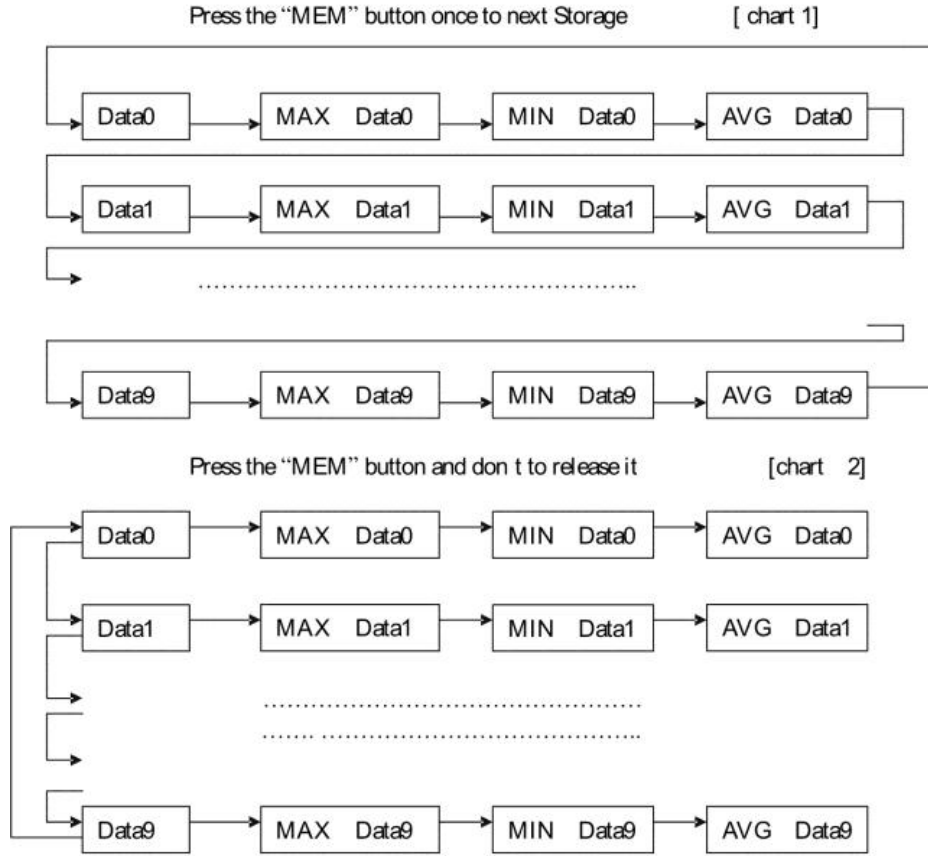 Press the “MEM” button once to next Storage [ chart 1]
Data0 MAX Data0 MIN Data0 AVG Data0
Data1 MAX Data1 MIN Data1 AVG Data1
…………………………………………………..
Data9 MAX Data9 MIN Data9 AVG Data9
Press the “MEM” button and don t to release it [chart 2]
Data0 MAX Data0 MIN Data0 AVG Data0
Data1 MAX Data1 MIN Data1 AVG Data1
……………………………………………
……. ……………………………………..
Data9 MAX Data9 MIN Data9 AVG Data9